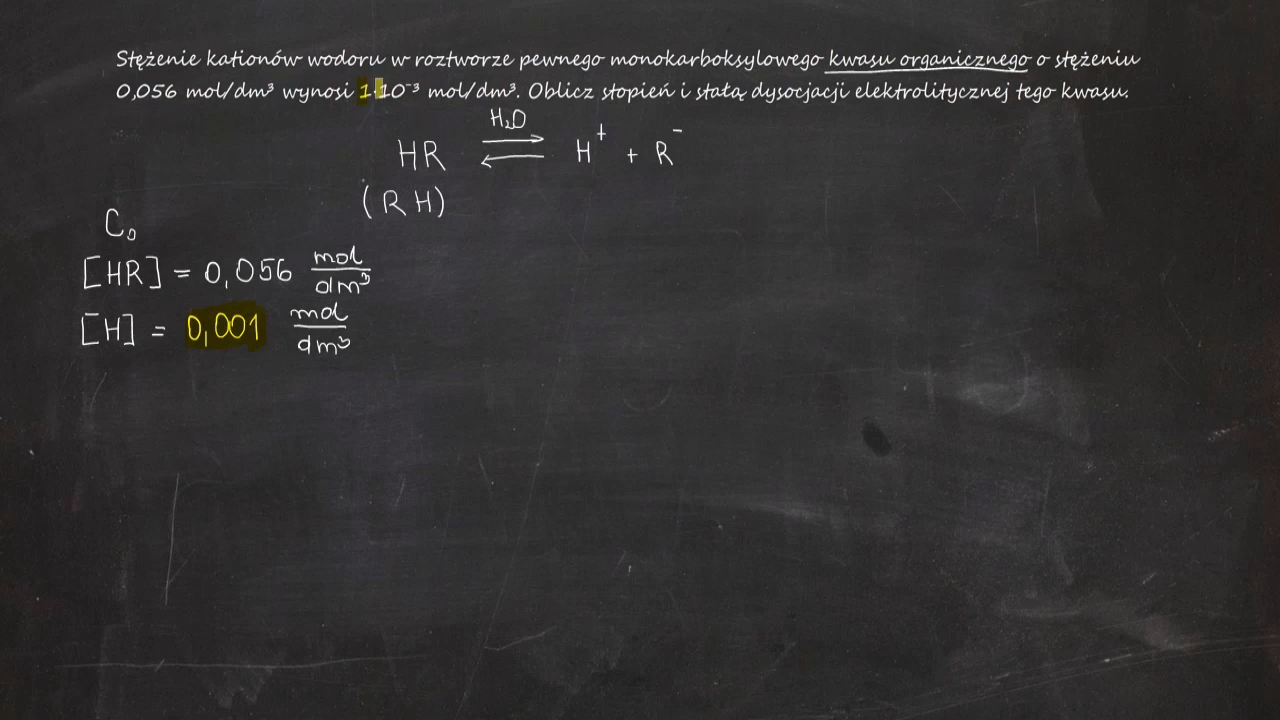 Stężenie kationów wodoru w roztworze pewnego monokarboksylowego kwasu organicznego o stężeniu
0,056 mol/dm³ wynosi 1·10⁻³ mol/dm³. Oblicz stopień i stałą dysocjacji elektrolitycznej tego kwasu.
HR ⇌ H⁺ + R⁻
H₂O
(RH)
C₀
[HR] = 0,056 mol/dm³
[H] = 0,001 mol/dm³